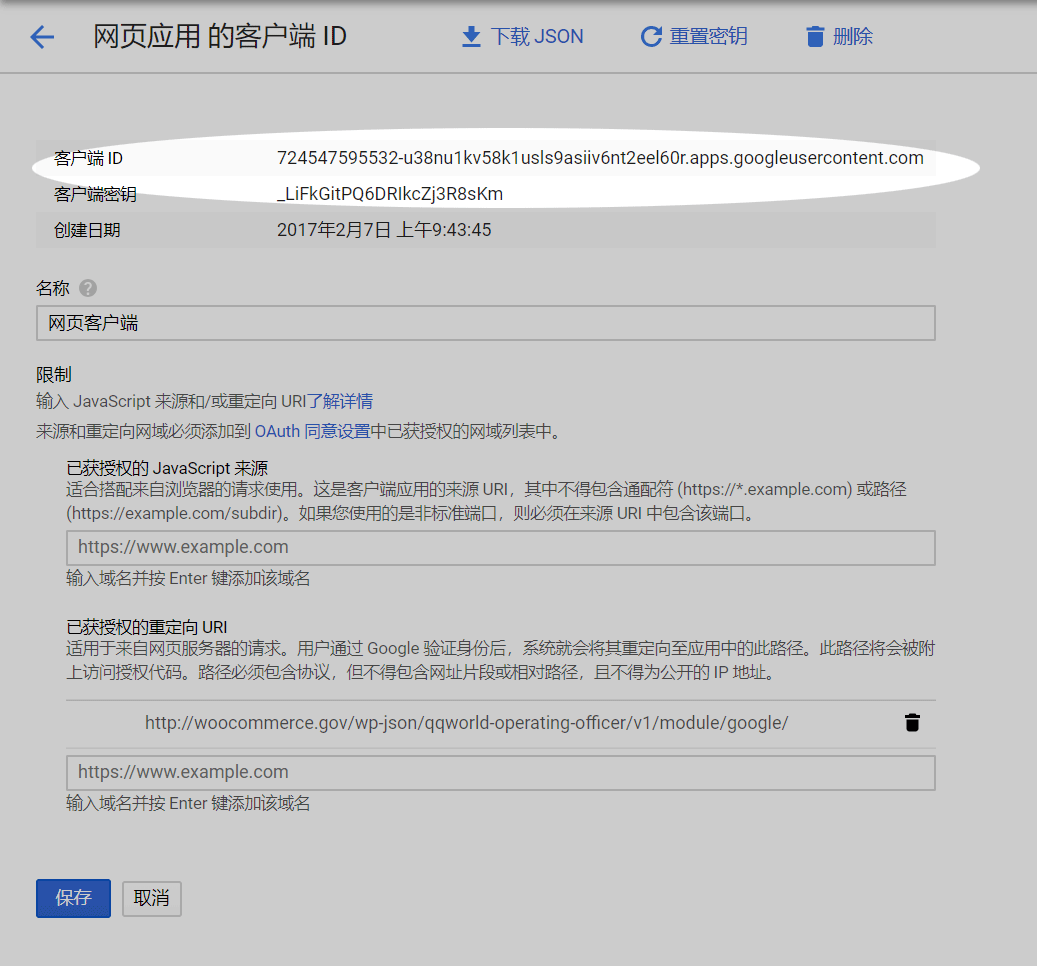 网页应用 的客户端 ID
下载 JSON
重置密钥
删除
客户端 ID 724547595532-u38nu1kv58k1usls9asiiv6nt2eel60r.apps.googleusercontent.com
客户端密钥 _LiFkGitPQ6DRIkcZj3R8sKm
创建日期 2017年2月7日 上午9:43:45
名称
网页客户端
限制
输入 JavaScript 来源和/或重定向 URI了解详情
来源和重定向网域必须添加到 OAuth 同意设置中已获授权的网域列表中。
已获授权的 JavaScript 来源
适合搭配来自浏览器的请求使用。这是客户端应用的来源 URI，其中不得包含通配符 (https://*.example.com) 或路径
(https://example.com/subdir)。如果您使用的是非标准端口，则必须在来源 URI 中包含该端口。
https://www.example.com
输入域名并按 Enter 键添加该域名
已获授权的重定向 URI
适用于来自网页服务器的请求。用户通过 Google 验证身份后，系统就会将其重定向至应用中的此路径。此路径将会被附
上访问授权代码。路径必须包含协议，但不得包含网址片段或相对路径，且不得为公开的 IP 地址。
http://woocommerce.gov/wp-json/qqworld-operating-officer/v1/module/google/
https://www.example.com
输入域名并按 Enter 键添加该域名
保存
取消